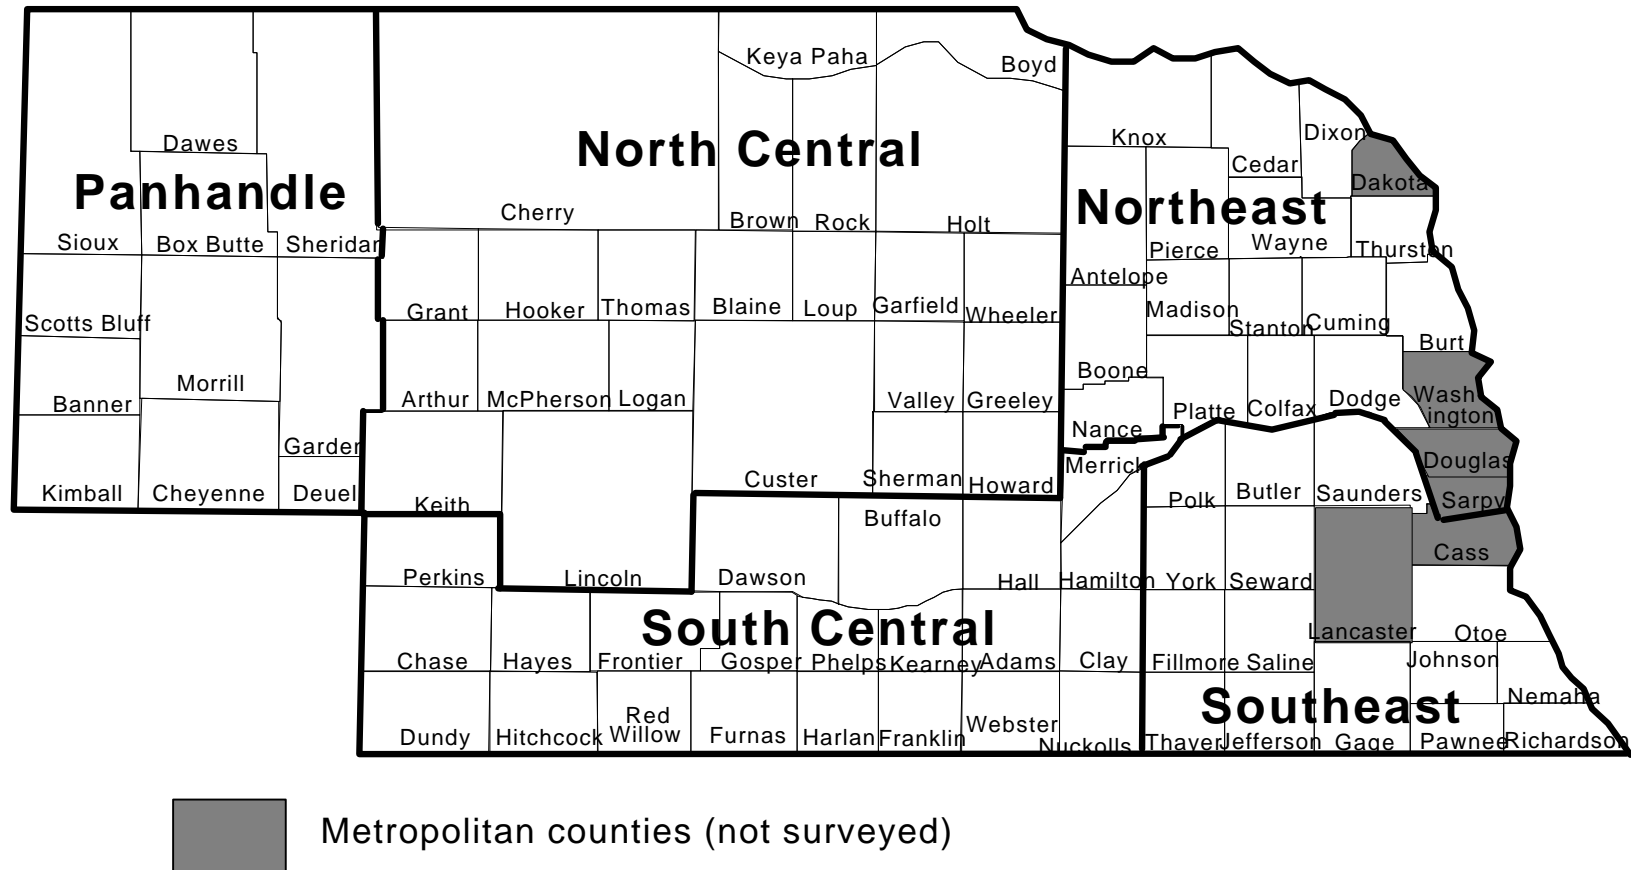 Keya Paha
Boyd
Knox
Dixon
Dawes
North Central
Cedar
Dakota
Panhandle
Northeast
Cherry
Brown
Rock
Holt
Sioux
Box Butte
Sheridan
Pierce
Wayne
Thurston
Antelope
Grant
Hooker
Thomas
Blaine
Loup
Garfield
Wheeler
Madison
Stanton
Cuming
Scotts Bluff
Burt
Banner
Morrill
Arthur
McPherson
Logan
Valley
Greeley
Boone
Platte
Colfax
Dodge
Wash
ington
Nance
Garden
Merrick
Douglas
Kimball
Cheyenne
Deuel
Keith
Custer
Sherman
Howard
Polk
Butler
Saunders
Sarpy
Buffalo
Cass
Perkins
Lincoln
Dawson
Hall
Hamilton
York
Seward
South Central
Lancaster
Otoe
Chase
Hayes
Frontier
Gosper
Phelps
Kearney
Adams
Clay
Fillmore
Saline
Johnson
Southeast
Nemaha
Dundy
Hitchcock
Red
Willow
Furnas
Harlan
Franklin
Webster
Nuckolls
Thayer
Jefferson
Gage
Pawnee
Richardson
Metropolitan counties (not surveyed)